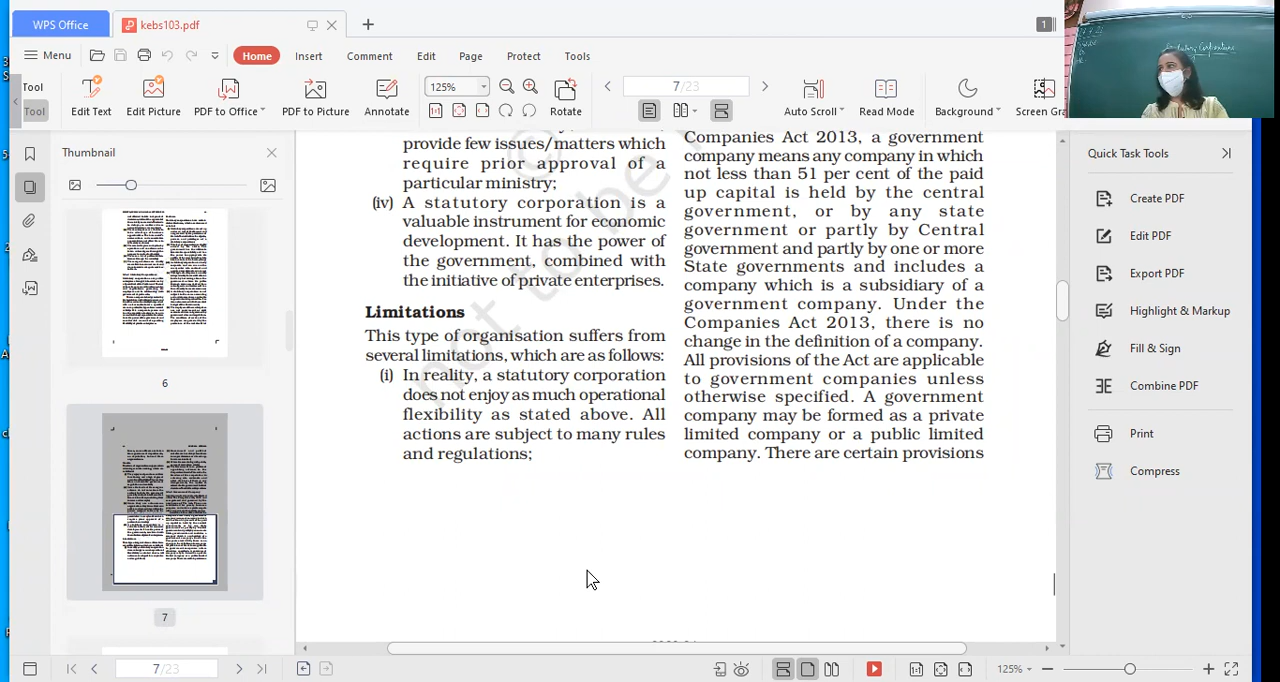 WPS Office
kebs103.pdf
1
Menu
Home
Insert
Comment
Edit
Page
Protect
Tools
Tool
Tool
Edit Text
Edit Picture
PDF to Office
PDF to Picture
Annotate
125%
Rotate
7/23
Auto Scroll
Read Mode
Background
Screen Gra
Thumbnail
6
7
provide few issues/matters which
require prior approval of a
particular ministry;
(iv) A statutory corporation is a
valuable instrument for economic
development. It has the power of
the government, combined with
the initiative of private enterprises.
Limitations
This type of organisation suffers from
several limitations, which are as follows:
(i) In reality, a statutory corporation
does not enjoy as much operational
flexibility as stated above. All
actions are subject to many rules
and regulations;
Companies Act 2013, a government
company means any company in which
not less than 51 per cent of the paid
up capital is held by the central
government, or by any state
government or partly by Central
government and partly by one or more
State governments and includes a
company which is a subsidiary of a
government company. Under the
Companies Act 2013, there is no
change in the definition of a company.
All provisions of the Act are applicable
to government companies unless
otherwise specified. A government
company may be formed as a private
limited company or a public limited
company. There are certain provisions
not to be
Quick Task Tools
Create PDF
Edit PDF
Export PDF
Highlight & Markup
Fill & Sign
Combine PDF
Print
Compress
7/23
125%